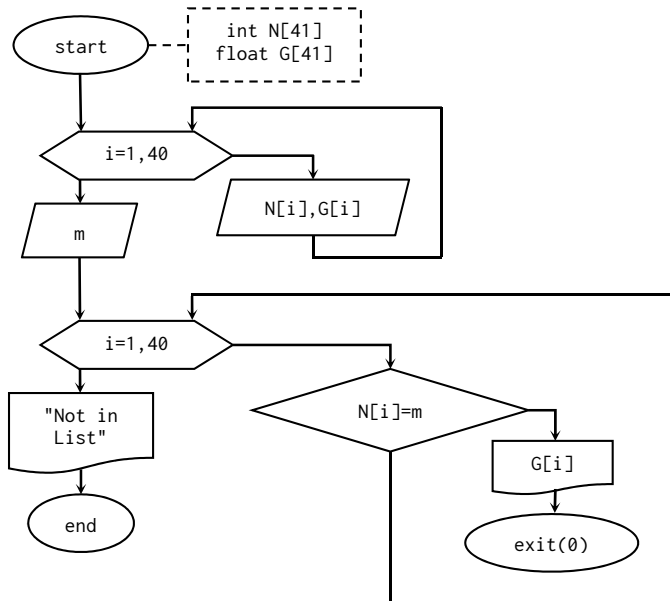 start
int N[41]
float G[41]
i=1,40
N[i],G[i]
m
i=1,40
N[i]=m
"Not in
List"
G[i]
end
exit(0)